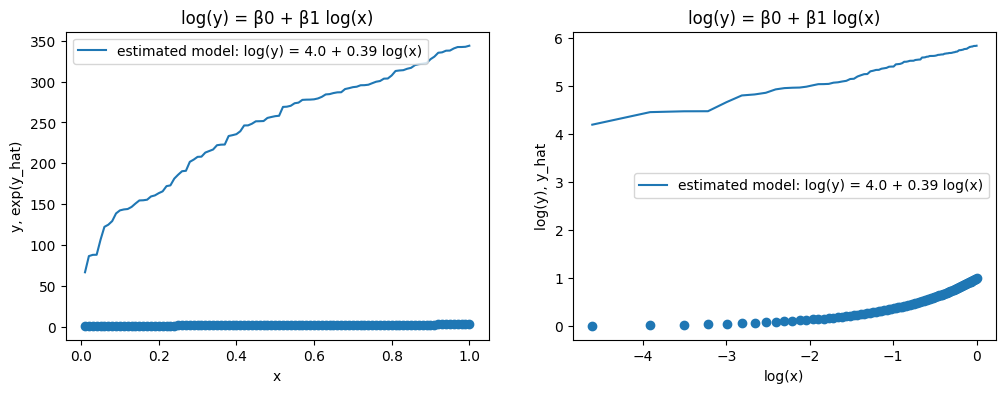 log(y) = β0 + β1 log(x)
estimated model: log(y) = 4.0 + 0.39 log(x)
y, exp(y_hat)
350
300
250
200
150
100
50
0
0.0 0.2 0.4 0.6 0.8 1.0
x
log(y) = β0 + β1 log(x)
estimated model: log(y) = 4.0 + 0.39 log(x)
log(y), y_hat
6
5
4
3
2
1
0
−4 −3 −2 −1 0
log(x)